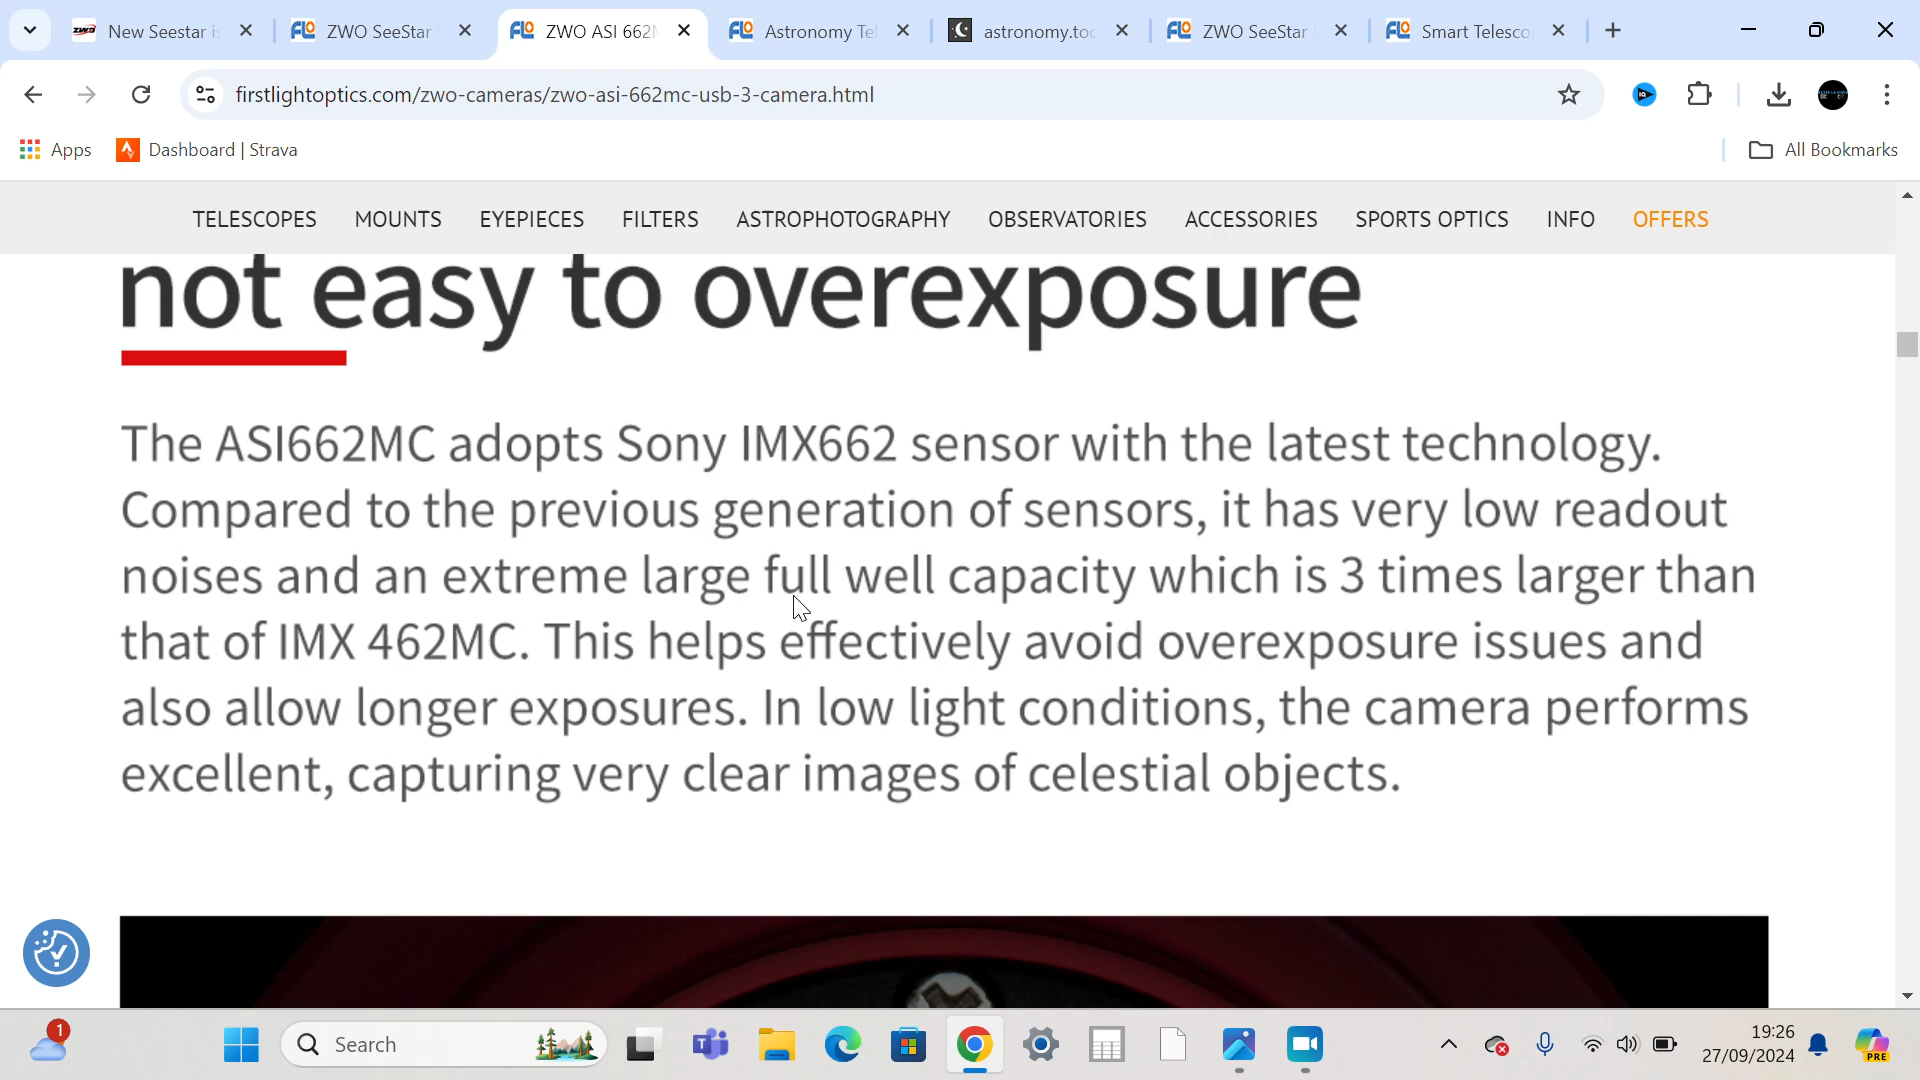 New Seestar is
ZWO SeeStar
ZWO ASI 662M
Astronomy Te
astronomy.too
ZWO SeeStar
Smart Telesco
firstlightoptics.com/zwo-cameras/zwo-asi-662mc-usb-3-camera.html
Apps
Dashboard | Strava
All Bookmarks
TELESCOPES MOUNTS EYEPIECES FILTERS ASTROPHOTOGRAPHY OBSERVATORIES ACCESSORIES SPORTS OPTICS INFO OFFERS
not easy to overexposure
The ASI662MC adopts Sony IMX662 sensor with the latest technology.
Compared to the previous generation of sensors, it has very low readout
noises and an extreme large full well capacity which is 3 times larger than
that of IMX 462MC. This helps effectively avoid overexposure issues and
also allow longer exposures. In low light conditions, the camera performs
excellent, capturing very clear images of celestial objects.
1
Search
19:26
27/09/2024
PRE